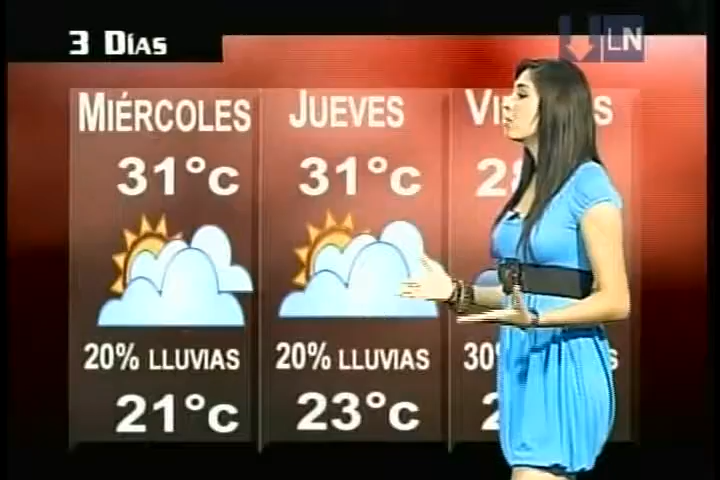 3 DÍAS
LN
MIÉRCOLES
31°C
20% LLUVIAS
21°C
JUEVES
31°C
20% LLUVIAS
23°C